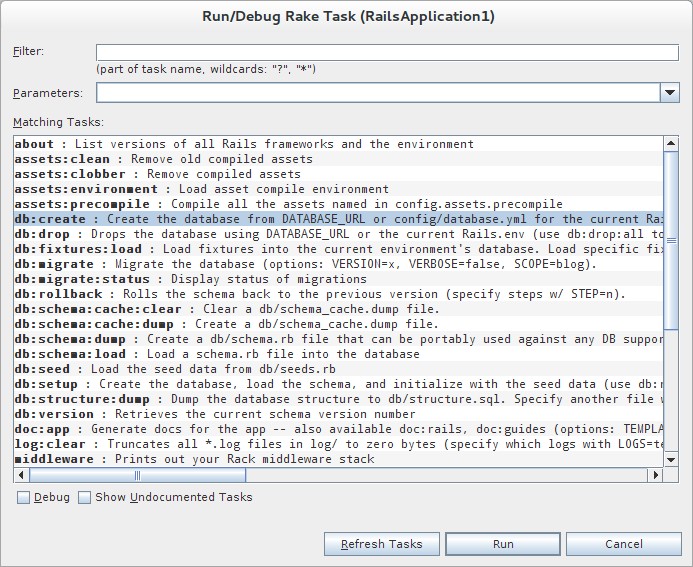 Run/Debug Rake Task (RailsApplication1)
Filter:
(part of task name, wildcards: "?", "*")
Parameters:
Matching Tasks:
about : List versions of all Rails frameworks and the environment
assets:clean : Remove old compiled assets
assets:clobber : Remove compiled assets
assets:environment : Load asset compile environment
assets:precompile : Compile all the assets named in config.assets.precompile
db:create : Create the database from DATABASE_URL or config/database.yml for the current Rai
db:drop : Drops the database using DATABASE_URL or the current Rails.env (use db:drop:all to
db:fixtures:load : Load fixtures into the current environment's database. Load specific fix
db:migrate : Migrate the database (options: VERSION=x, VERBOSE=false, SCOPE=blog).
db:migrate:status : Display status of migrations
db:rollback : Rolls the schema back to the previous version (specify steps w/ STEP=n).
db:schema:cache:clear : Clear a db/schema_cache.dump file.
db:schema:cache:dump : Create a db/schema_cache.dump file.
db:schema:dump : Create a db/schema.rb file that can be portably used against any DB suppor
db:schema:load : Load a schema.rb file into the database
db:seed : Load the seed data from db/seeds.rb
db:setup : Create the database, load the schema, and initialize with the seed data (use db:r
db:structure:dump : Dump the database structure to db/structure.sql. Specify another file w
db:version : Retrieves the current schema version number
doc:app : Generate docs for the app -- also available doc:rails, doc:guides (options: TEMPLA
log:clear : Truncates all *.log files in log/ to zero bytes (specify which logs with LOGS=te
middleware : Prints out your Rack middleware stack
Debug Show Undocumented Tasks
Refresh Tasks Run Cancel